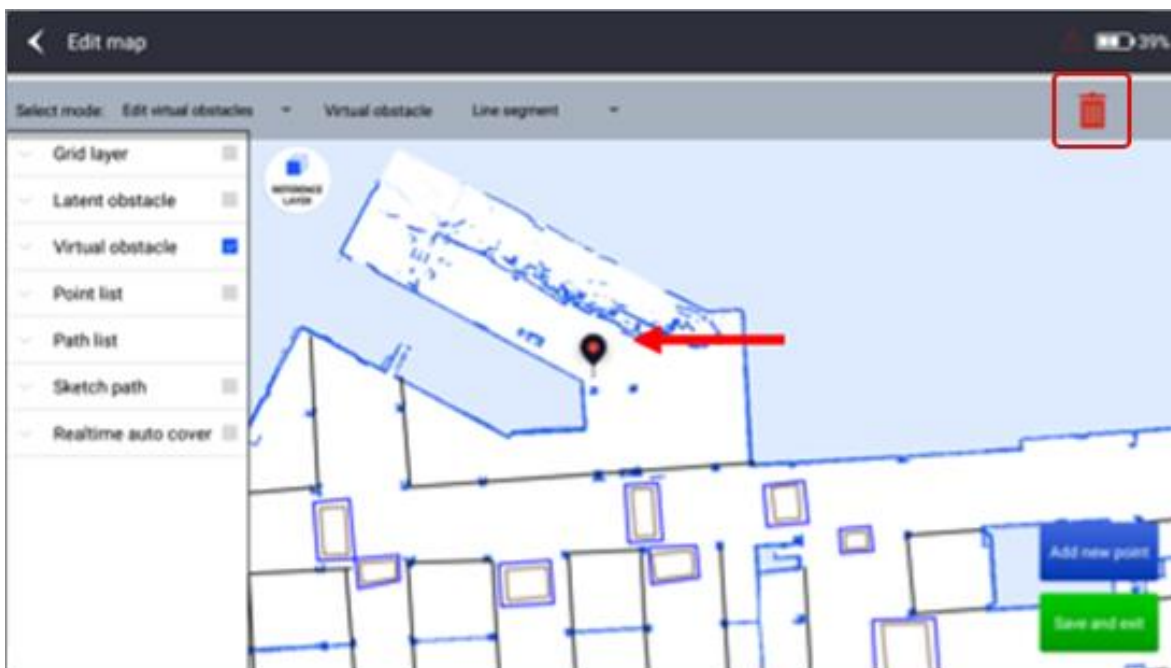 Edit map
39%
Select mode: Edit virtual obstacles Virtual obstacle Line segment
Grid layer
Latent obstacle
Virtual obstacle
Point list
Path list
Sketch path
Realtime auto cover
REFERENCE
LAYER
Add new point
Save and exit